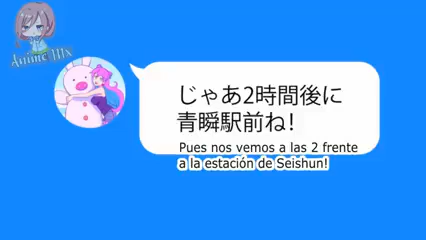 Anime Mx
じゃあ2時間後に
青瞬駅前ね!
Pues nos vemos a las 2 frente
a la estación de Seishun!